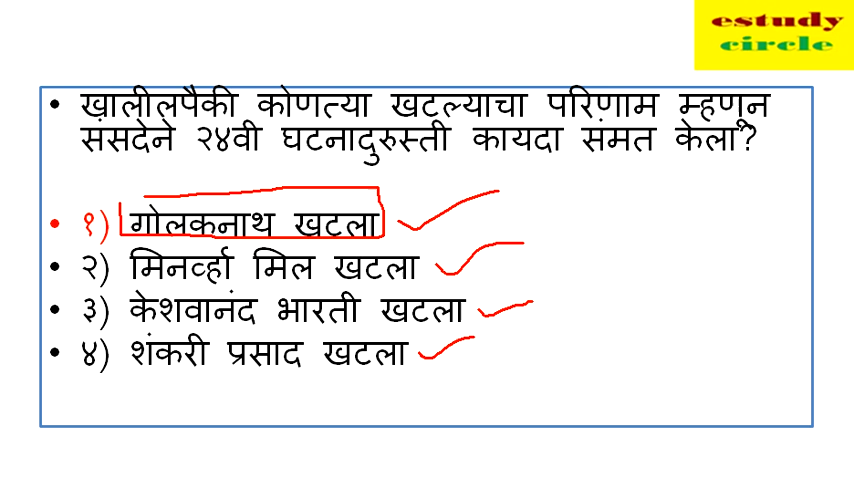 estudy
circle
• खालीलपैकी कोणत्या खटल्याचा परिणाम म्हणून
संसदेने २४वी घटनादुरुस्ती कायदा संमत केला?
• १) गोलकनाथ खटला
• २) मिनर्व्हा मिल खटला
• ३) केशवानंद भारती खटला
• ४) शंकरी प्रसाद खटला